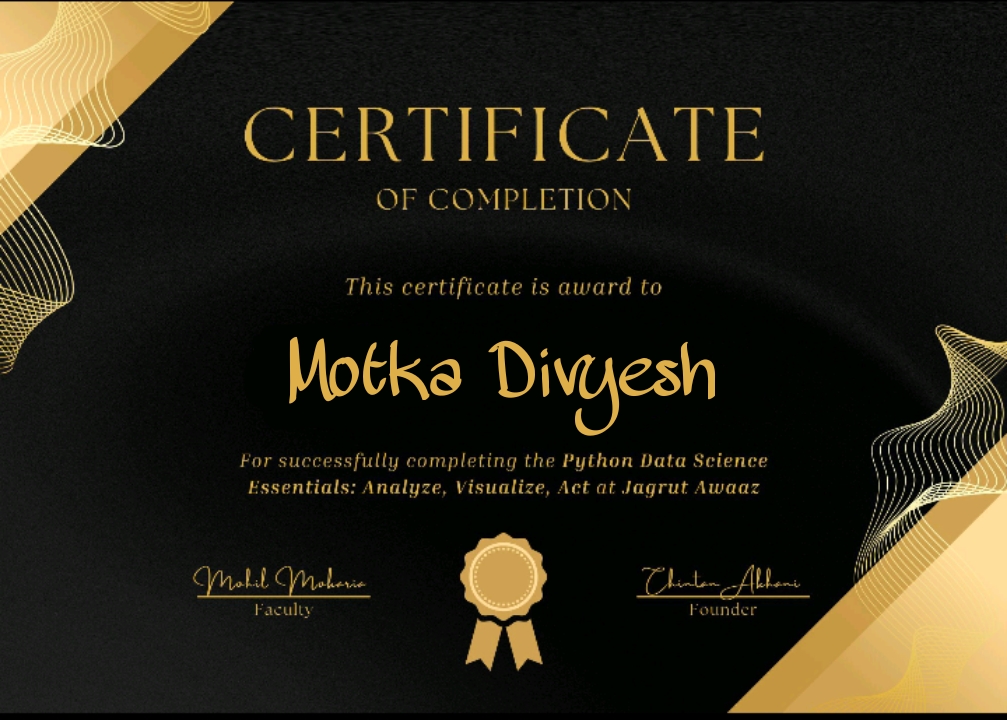 CERTIFICATE
OF COMPLETION
This certificate is award to
Motka Divyesh
For successfully completing the Python Data Science
Essentials: Analyze, Visualize, Act at Jagrut Awaaz
Mohil Moharia
Faculty
Chintan Akhani
Founder